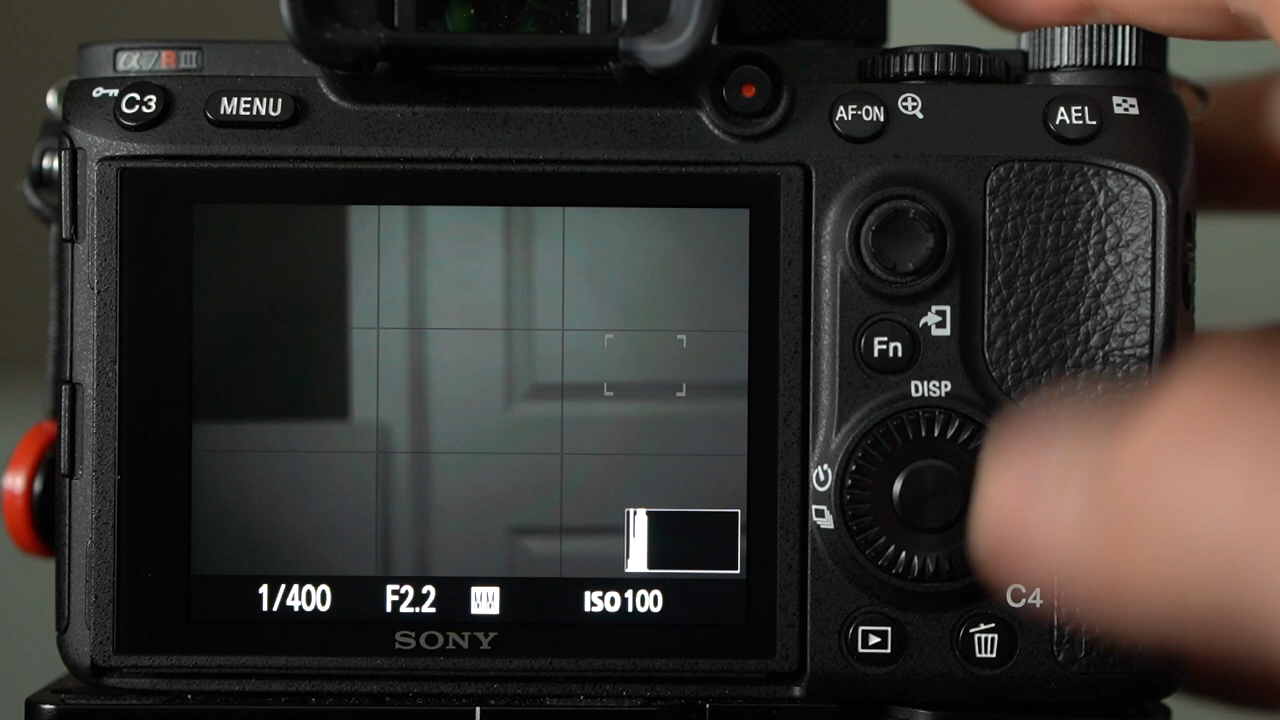 α7RIII
C3
MENU
AF-ON
AEL
Fn
DISP
1/400 F2.2 ISO100
SONY
C4